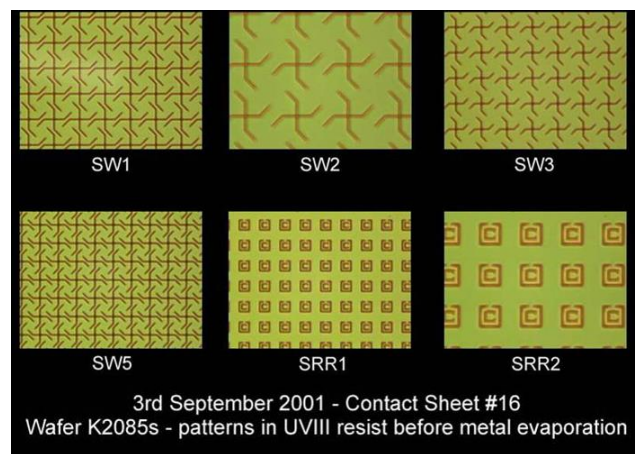 SW1
SW2
SW3
SW5
SRR1
SRR2
3rd September 2001 - Contact Sheet #16
Wafer K2085s - patterns in UVIII resist before metal evaporation